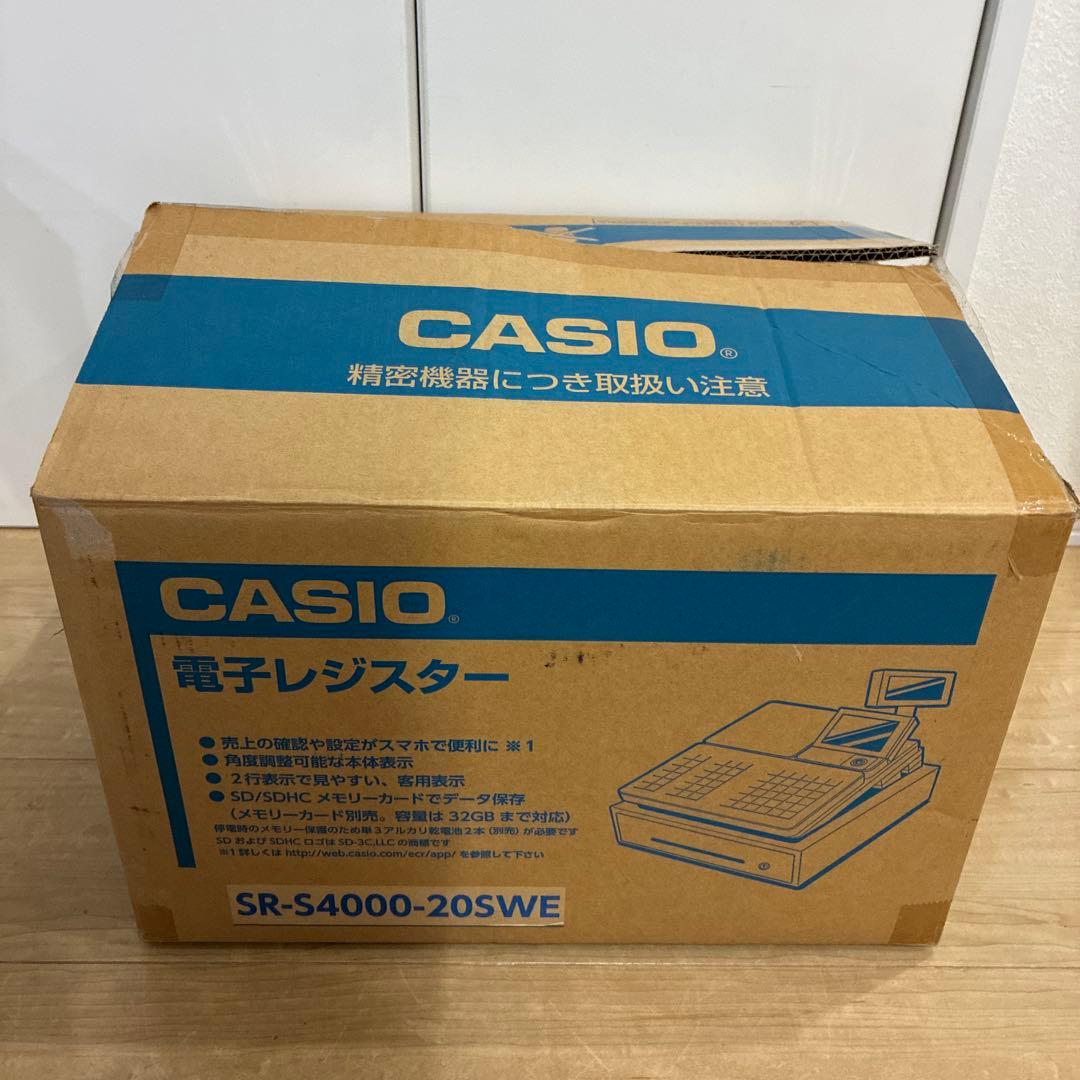 CASIO®
精密機器につき取扱い注意
CASIO®
電子レジスター
● 売上の確認や設定がスマホで便利に ※1
● 角度調整可能な本体表示
● 2行表示で見やすい、客用表示
● SD/SDHC メモリーカードでデータ保存
(メモリーカード別売。容量は 32GB まで対応)
停電時のメモリー保護のため単3アルカリ乾電池2本(別売)が必要です
SD および SDHC ロゴは SD-3C,LLC の商標です
※1 詳しくは http://web.casio.com/ecr/app/ を参照して下さい
SR-S4000-20SWE